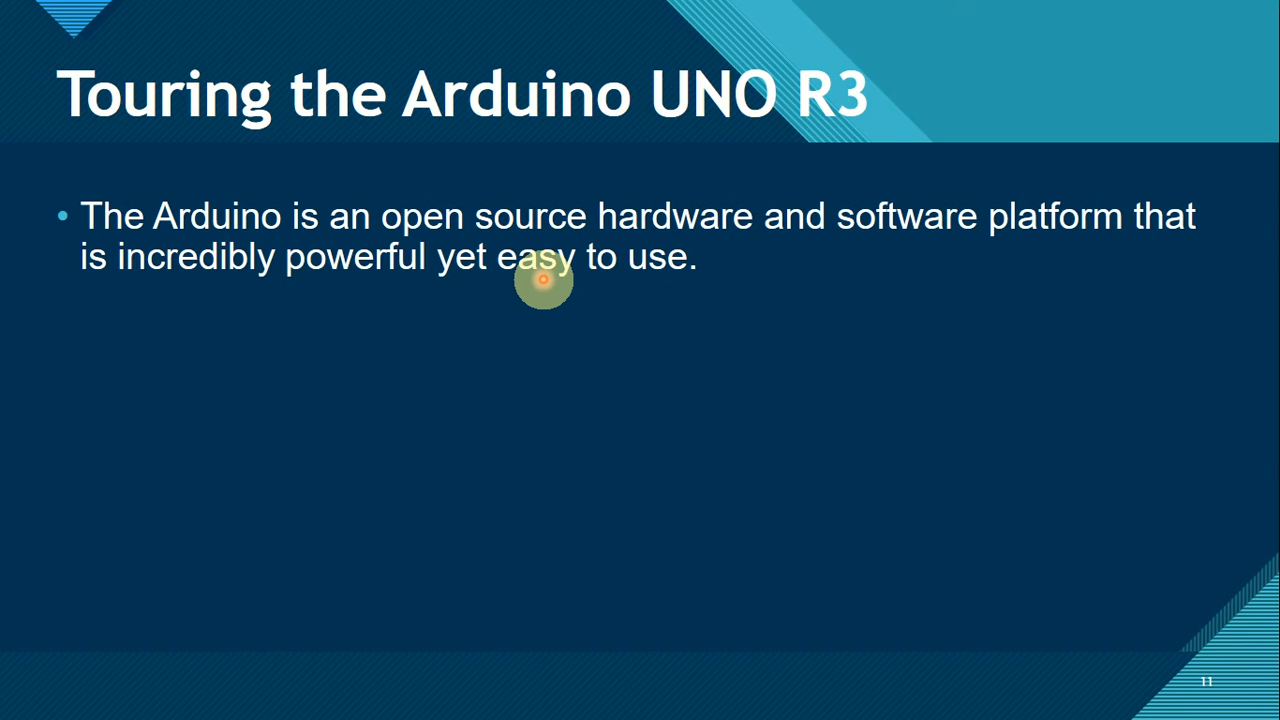 Touring the Arduino UNO R3
• The Arduino is an open source hardware and software platform that
is incredibly powerful yet easy to use.
11